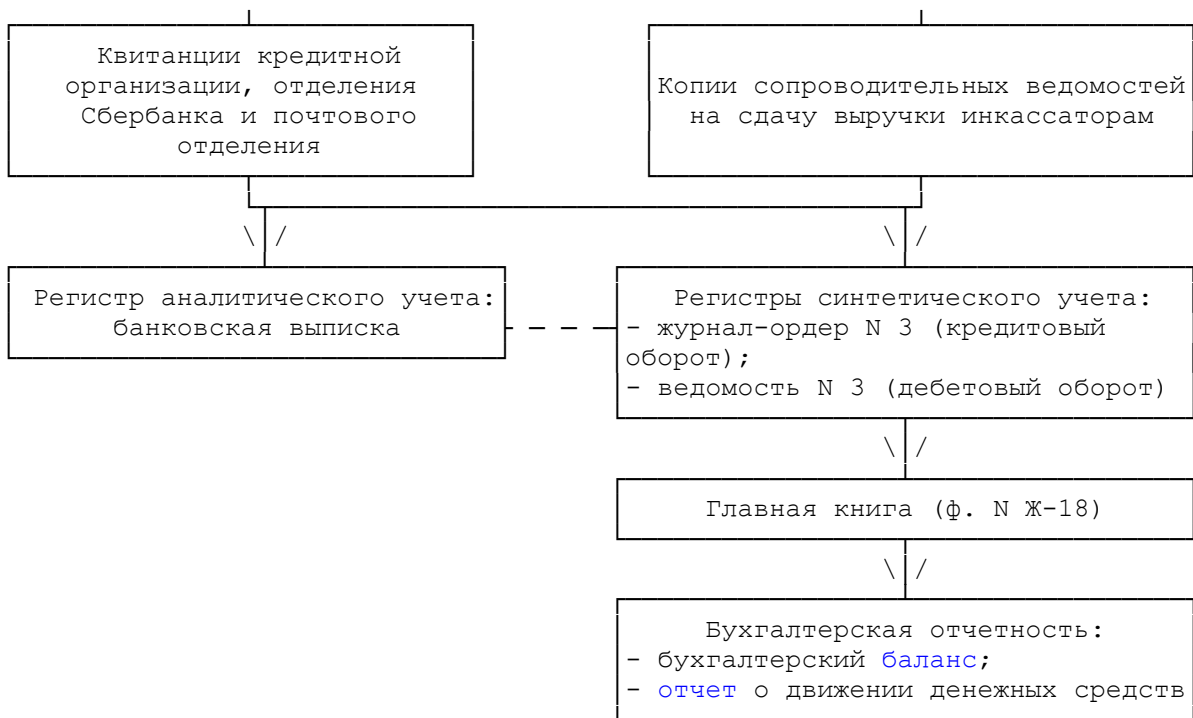 Квитанции кредитной
организации, отделения
Сбербанка и почтового
отделения
Копии сопроводительных ведомостей
на сдачу выручки инкассаторам
Регистр аналитического учета:
банковская выписка
Регистры синтетического учета:
- журнал-ордер N 3 (кредитовый
оборот);
- ведомость N 3 (дебетовый оборот)
Главная книга (ф. N Ж-18)
Бухгалтерская отчетность:
- бухгалтерский баланс;
- отчет о движении денежных средств